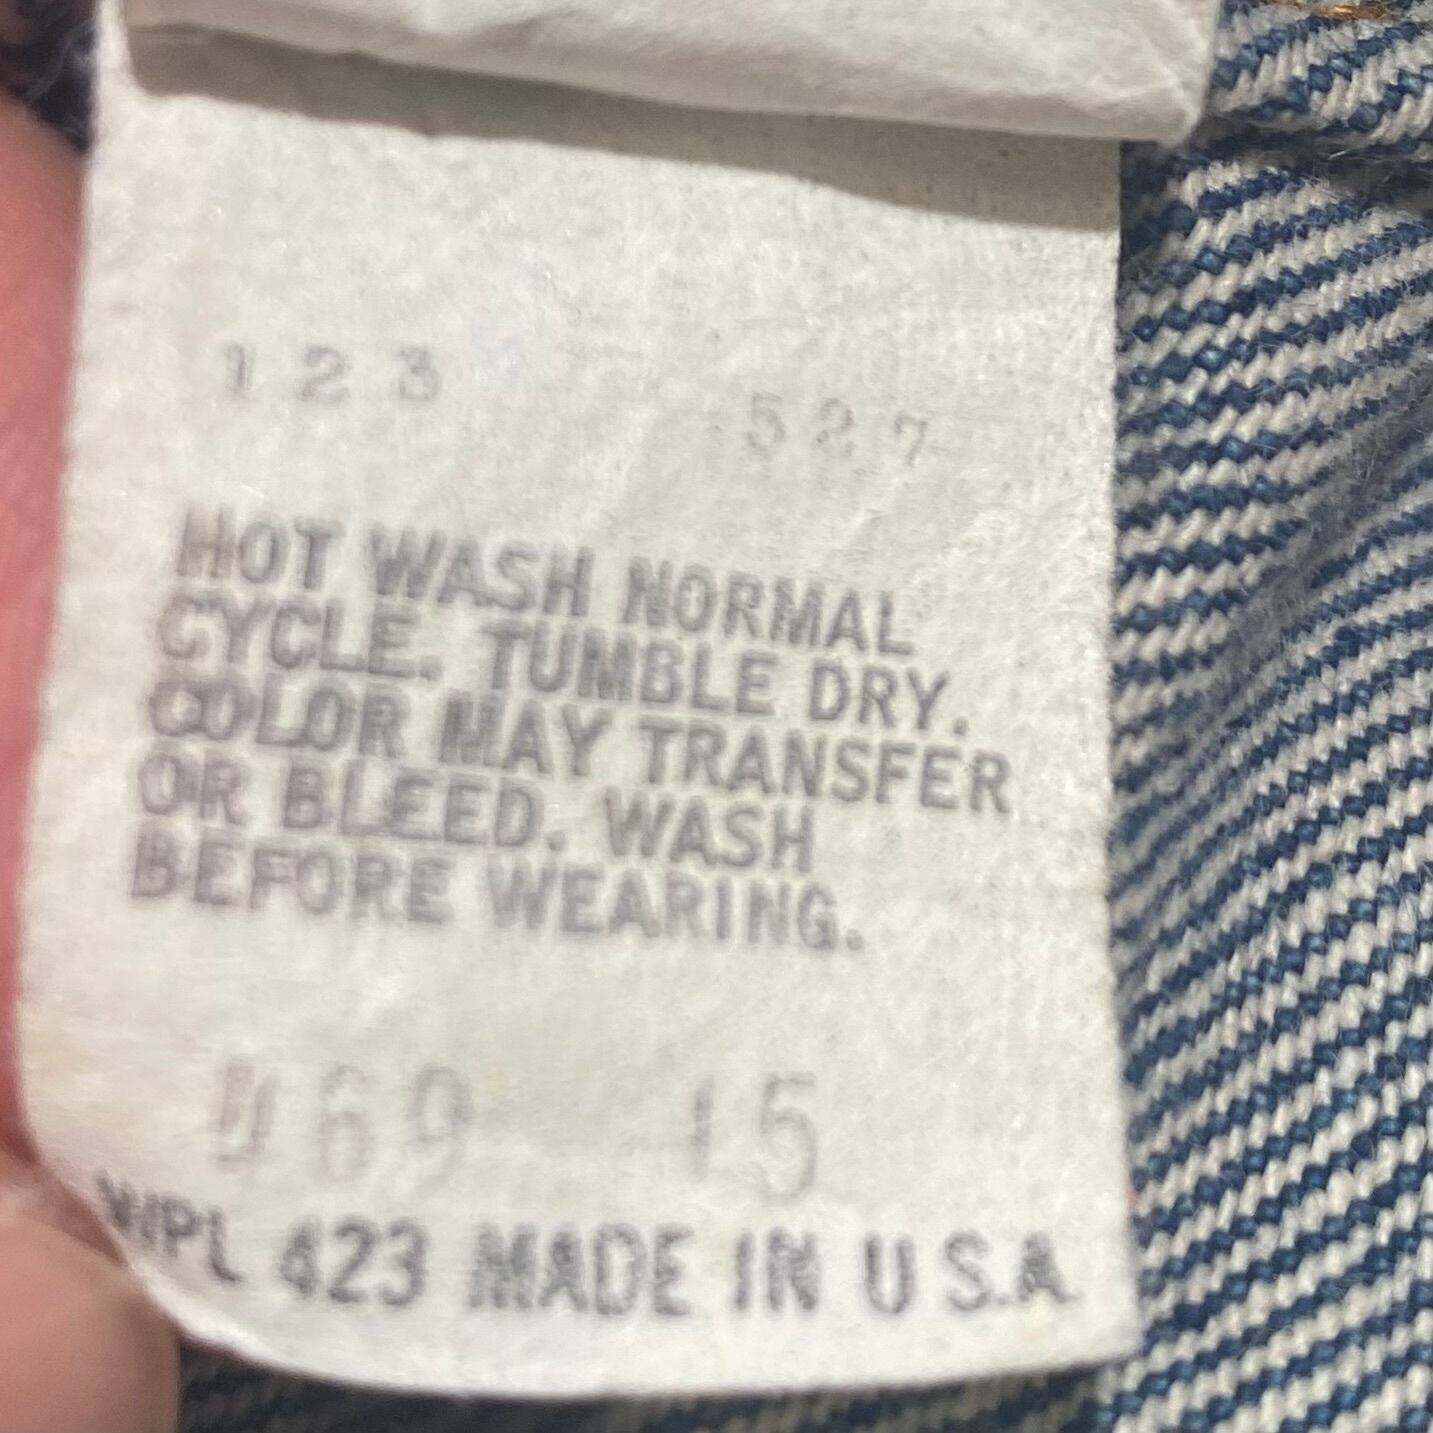 123 527
HOT WASH NORMAL
CYCLE. TUMBLE DRY.
COLOR MAY TRANSFER
OR BLEED. WASH
BEFORE WEARING.
15
WPL 423 MADE IN U.S.A.